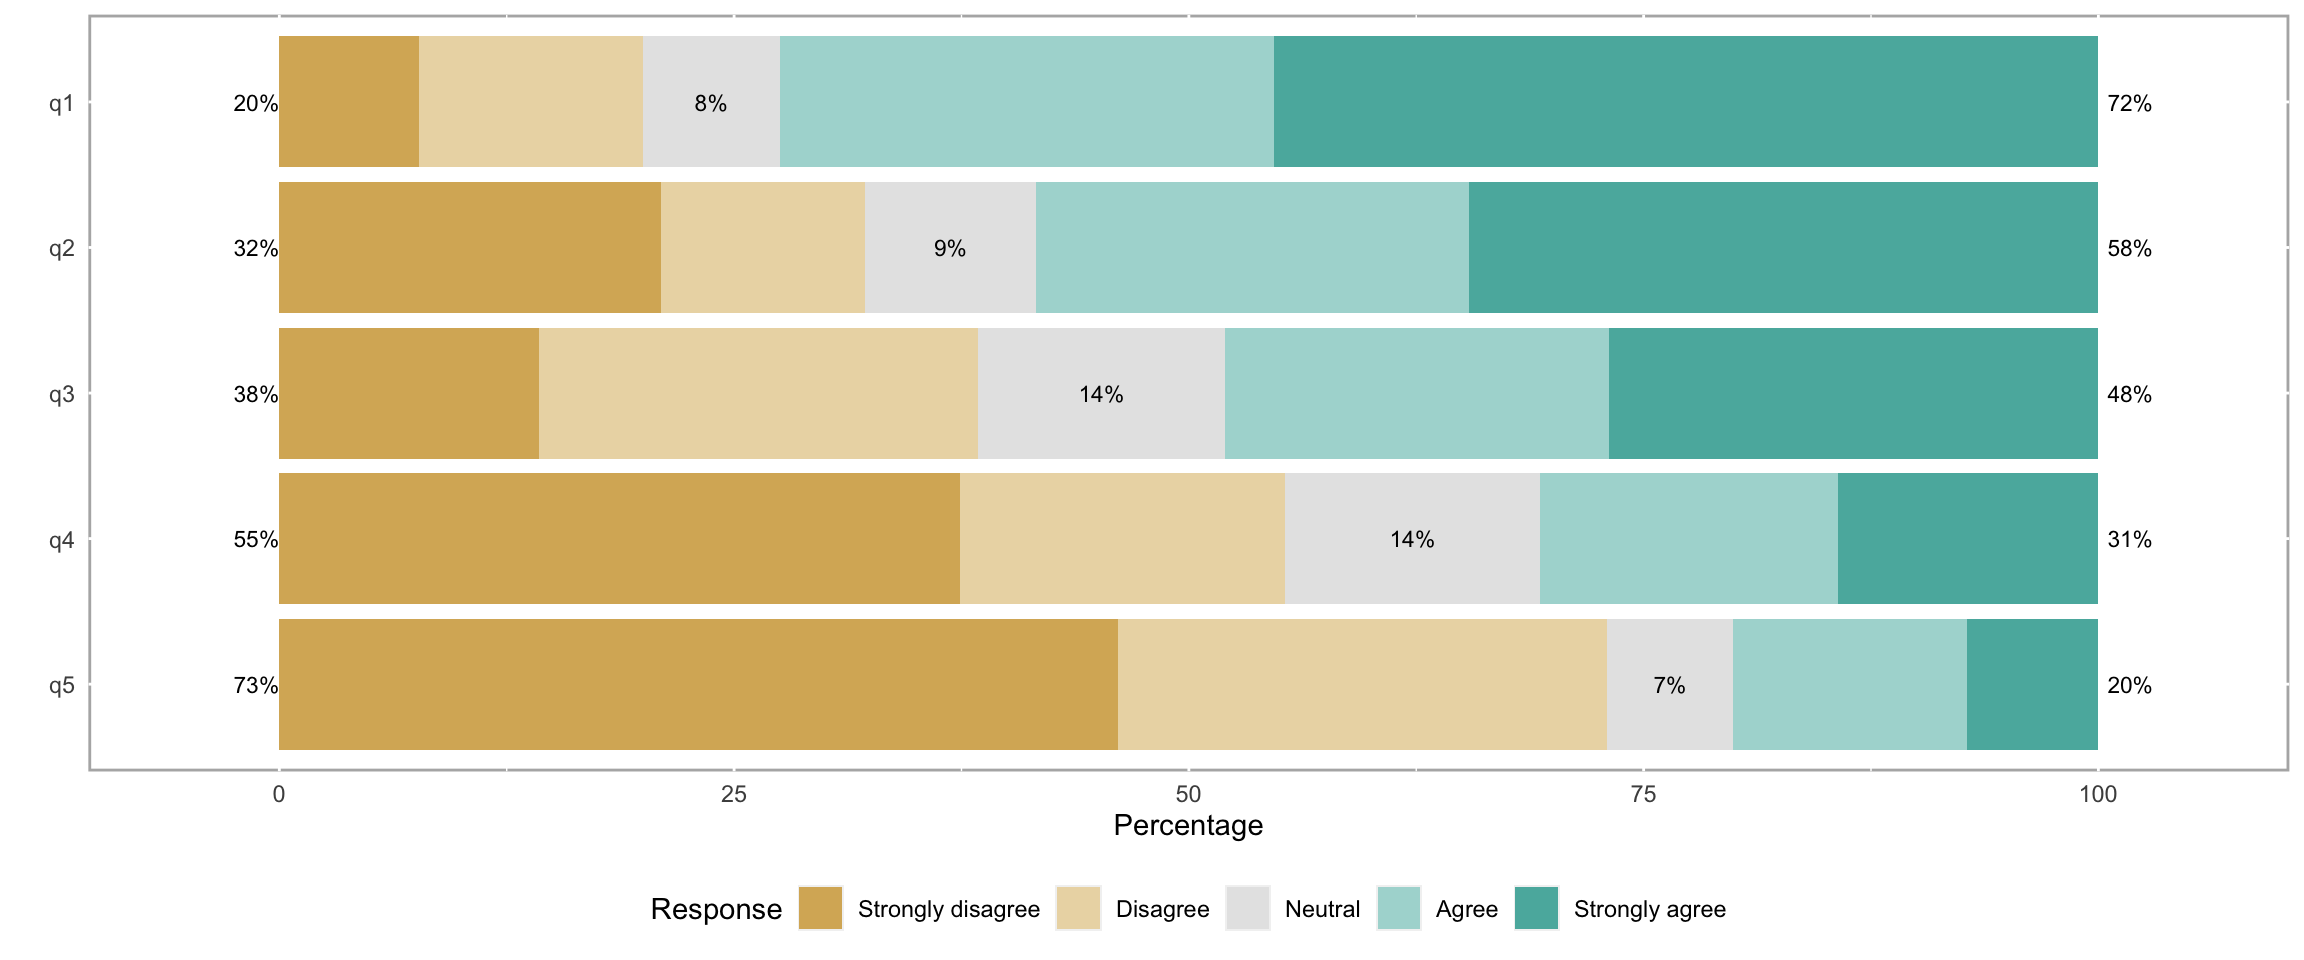 q1 20% 8% 72%
q2 32% 9% 58%
q3 38% 14% 48%
q4 55% 14% 31%
q5 73% 7% 20%
0 25 50 75 100
Percentage
Response Strongly disagree Disagree Neutral Agree Strongly agree